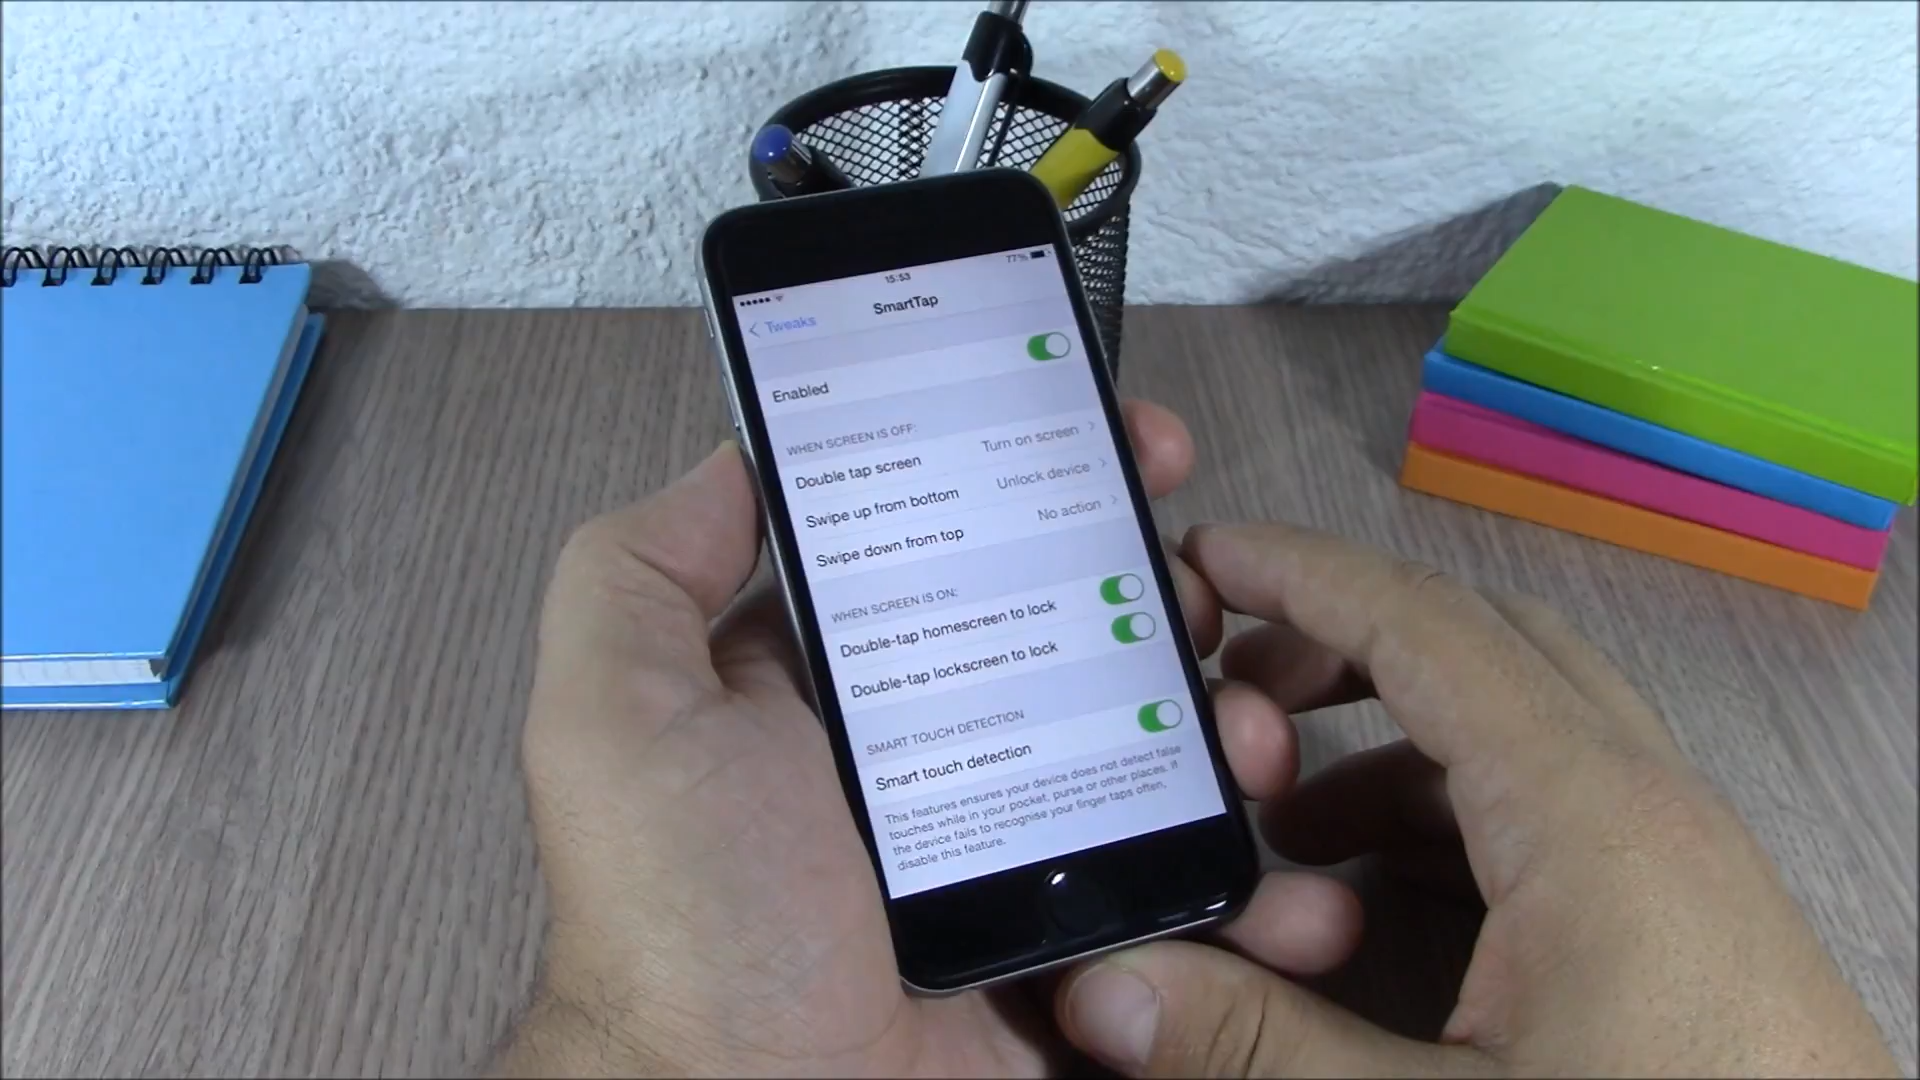 15:53
77%
Tweaks
SmartTap
Enabled
WHEN SCREEN IS OFF:
Double tap screen Turn on screen
Swipe up from bottom Unlock device
Swipe down from top No action
WHEN SCREEN IS ON:
Double-tap homescreen to lock
Double-tap lockscreen to lock
SMART TOUCH DETECTION
Smart touch detection
This features ensures your device does not detect false
touches while in your pocket, purse or other places. If
the device fails to recognise your finger taps often,
disable this feature.